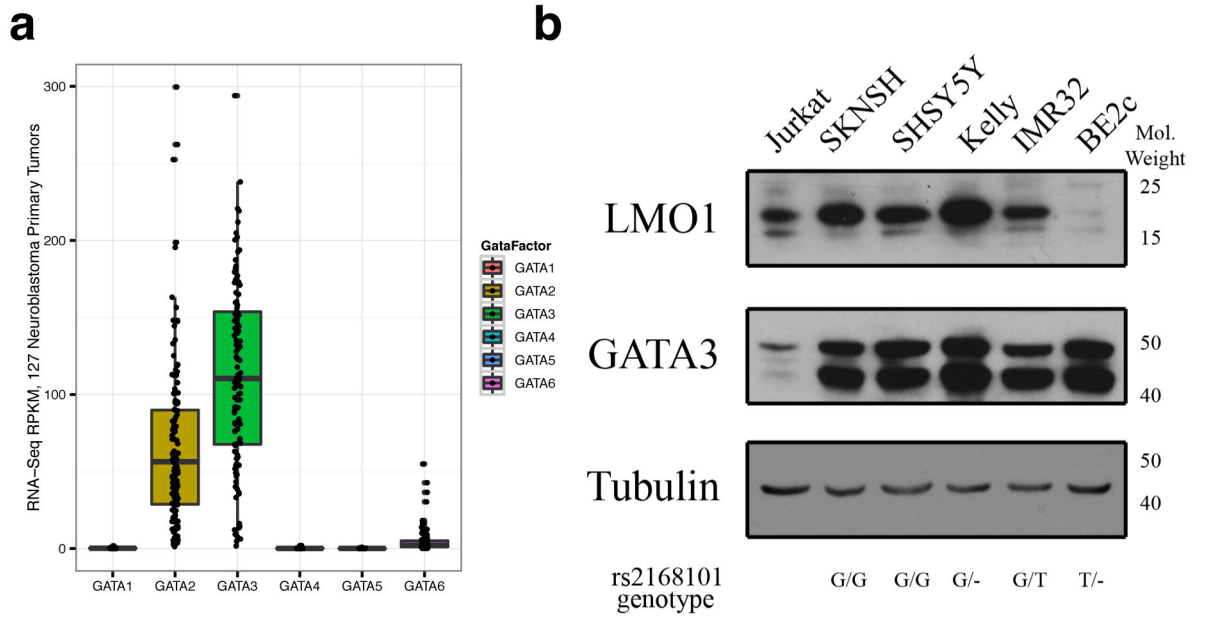 a
RNA−Seq RPKM, 127 Neuroblastoma Primary Tumors
300
200
100
0
GATA1 GATA2 GATA3 GATA4 GATA5 GATA6
GataFactor
GATA1
GATA2
GATA3
GATA4
GATA5
GATA6
b
Jurkat SKNSH SHSY5Y Kelly IMR32 BE2c
Mol.
Weight
LMO1
25
15
GATA3
50
40
Tubulin
50
40
rs2168101
genotype
G/G G/G G/- G/T T/-